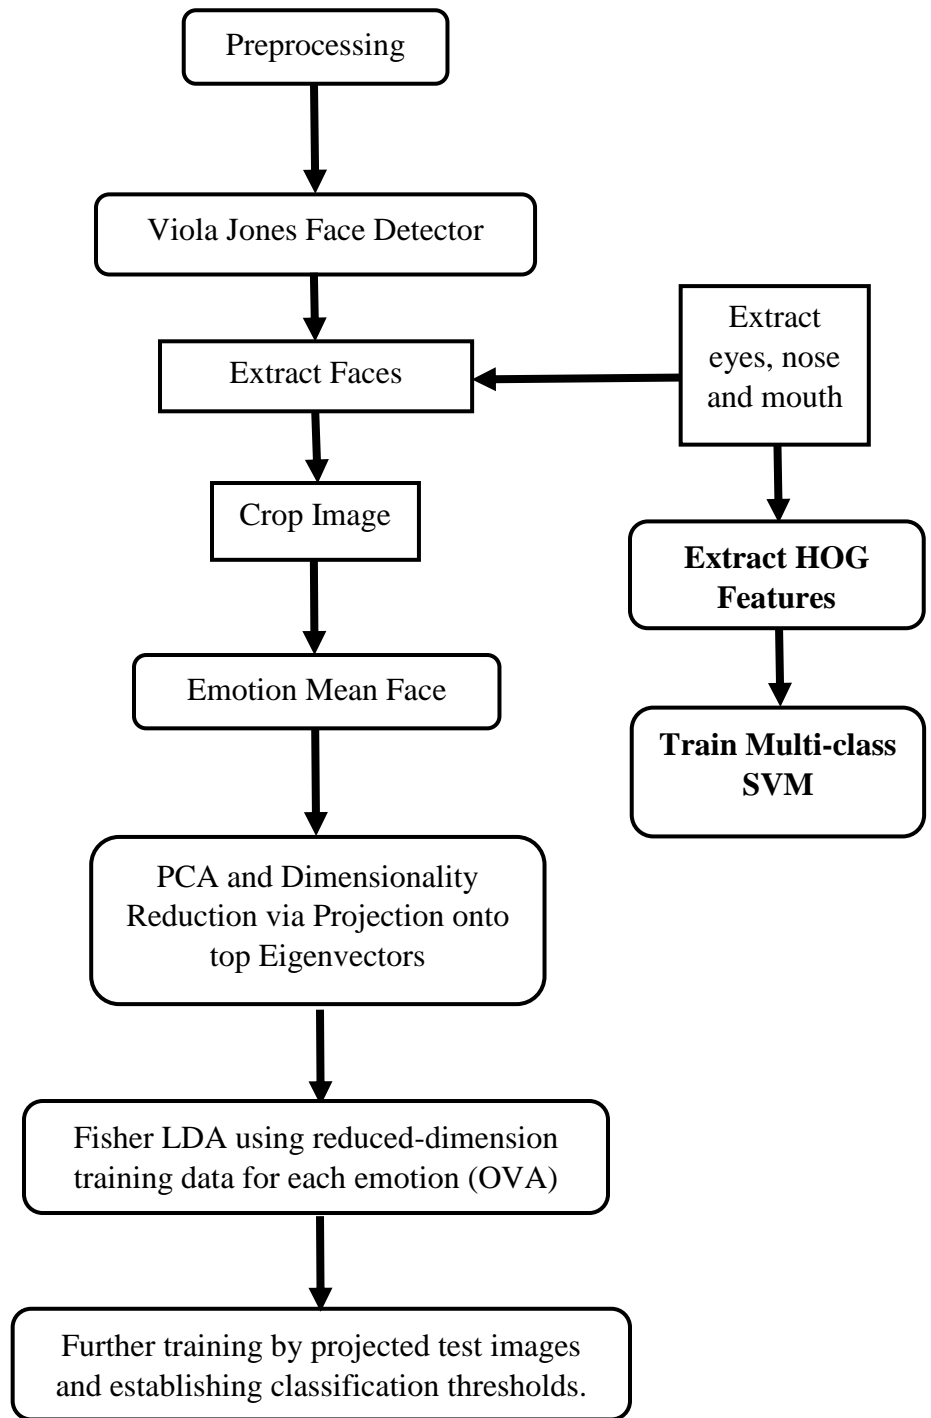 Preprocessing
Viola Jones Face Detector
Extract Faces
Crop Image
Emotion Mean Face
PCA and Dimensionality
Reduction via Projection onto
top Eigenvectors
Fisher LDA using reduced-dimension
training data for each emotion (OVA)
Further training by projected test images
and establishing classification thresholds.
Extract
eyes, nose
and mouth
Extract HOG
Features
Train Multi-class
SVM